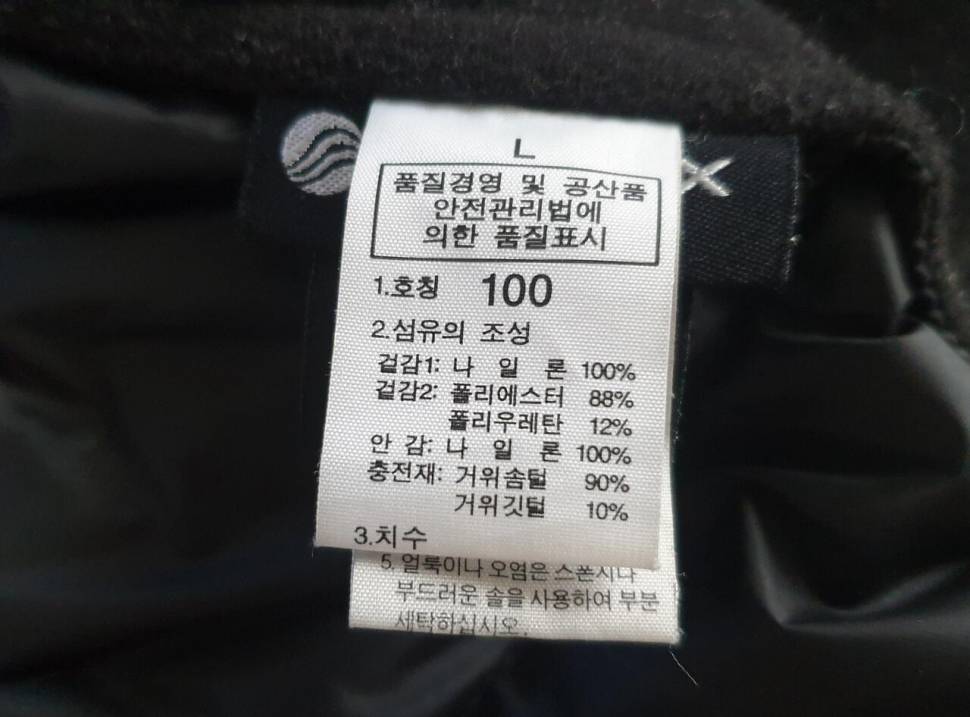 L
품질경영 및 공산품
안전관리법에
의한 품질표시
1.호칭 100
2.섬유의 조성
겉감1: 나 일 론 100%
겉감2: 폴리에스터 88%
폴리우레탄 12%
안 감: 나 일 론 100%
충전재: 거위솜털 90%
거위깃털 10%
3.치수
5. 얼룩이나 오염은 스폰지나
부드러운 솔을 사용하여 부분
세탁하십시오.
X